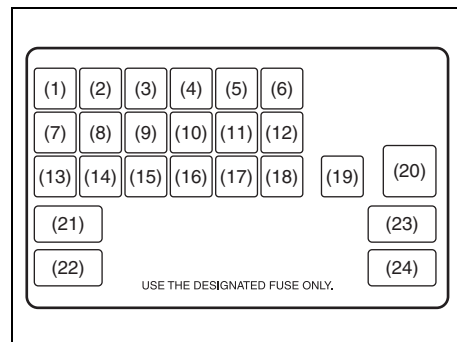 (1) (2) (3) (4) (5) (6)
(7) (8) (9) (10) (11) (12)
(13) (14) (15) (16) (17) (18) (19) (20)
(21) (23)
(22) (24)
USE THE DESIGNATED FUSE ONLY.